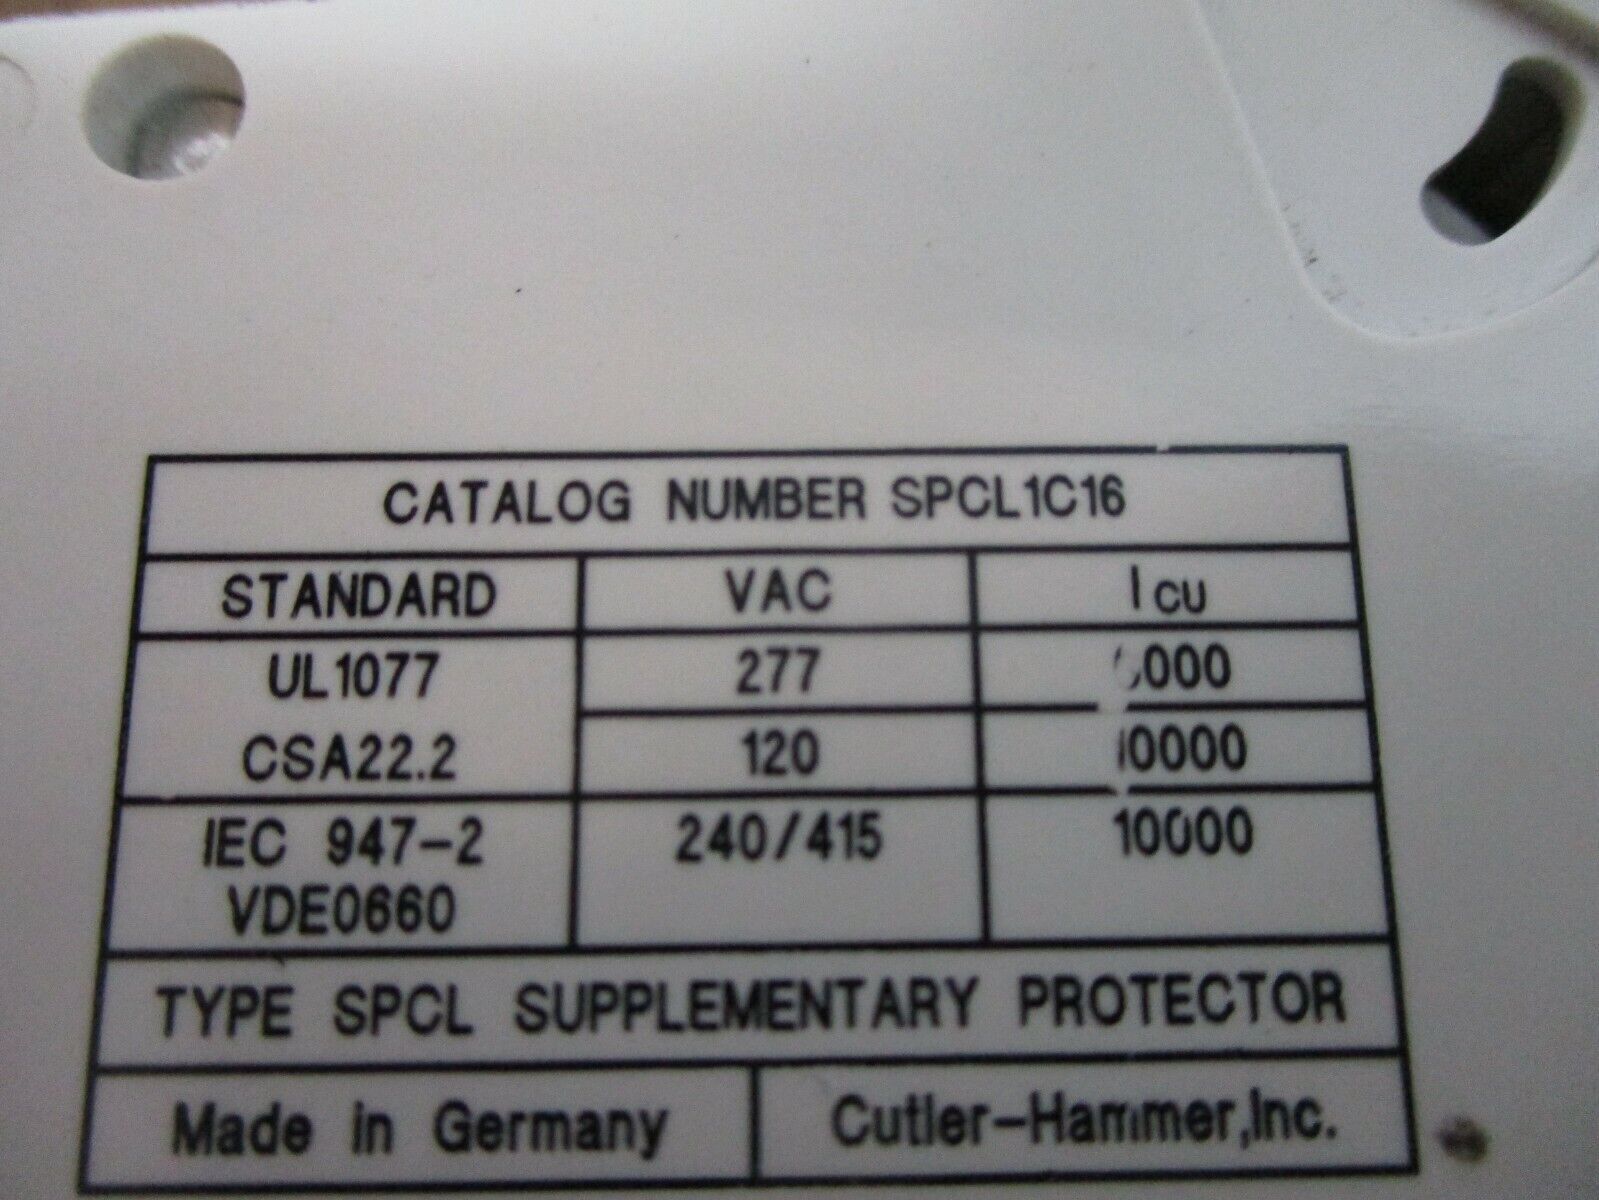 CATALOG NUMBER SPCL1C16
STANDARD VAC Icu
UL1077 277
CSA22.2 120 10000
IEC 947-2 240/415 10000
VDE0660
TYPE SPCL SUPPLEMENTARY PROTECTOR
Made in Germany Cutler-Hammer,Inc.